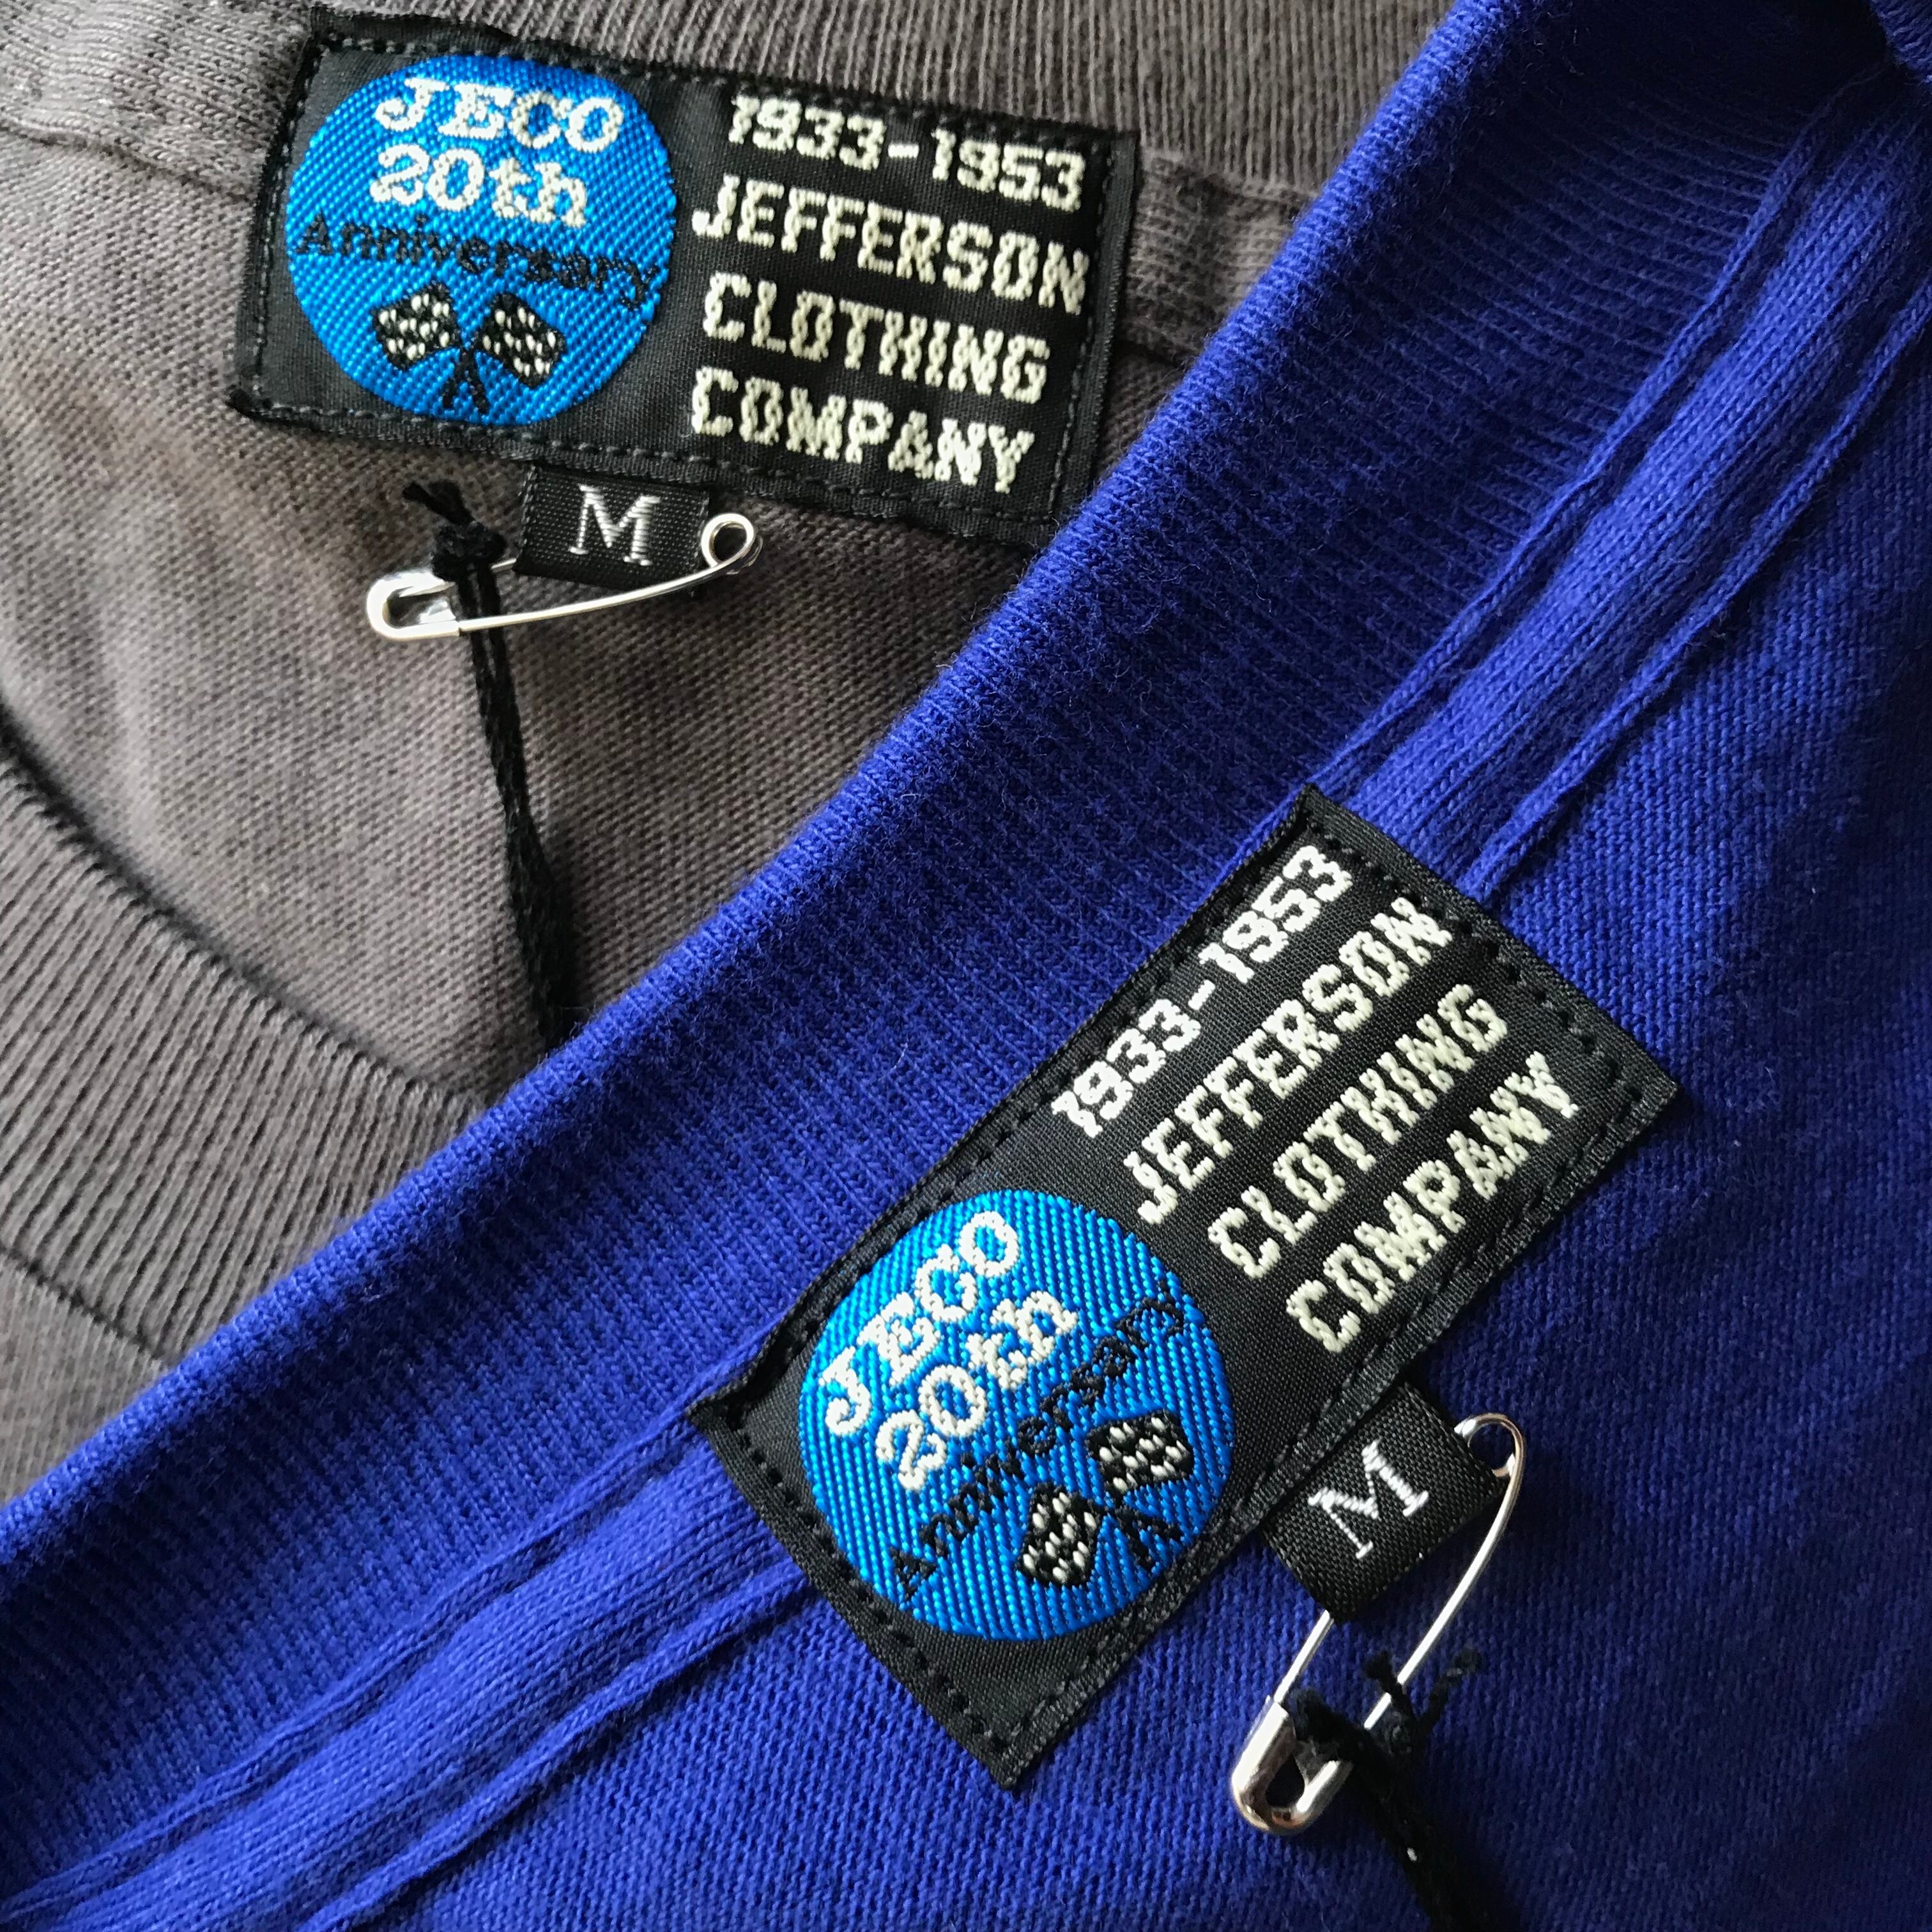 JECO
20th
Anniversary
1933-1953
JEFFERSON
CLOTHING
COMPANY
M
1933-1953
JEFFERSON
CLOTHING
COMPANY
JECO
20th
Anniversary
M